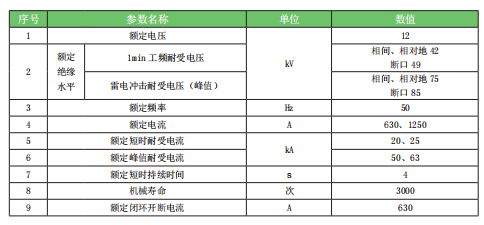 序号 参数名称 单位 数值
1 额定电压 kV 12
2 额定绝缘水平 1min 工频耐受电压 相间、相对地 42
断口 49
雷电冲击耐受电压（峰值） 相间、相对地 75
断口 85
3 额定频率 Hz 50
4 额定电流 A 630、1250
5 额定短时耐受电流 kA 20、25
6 额定峰值耐受电流 50、63
7 额定短时持续时间 s 4
8 机械寿命 次 3000
9 额定闭环开断电流 A 630